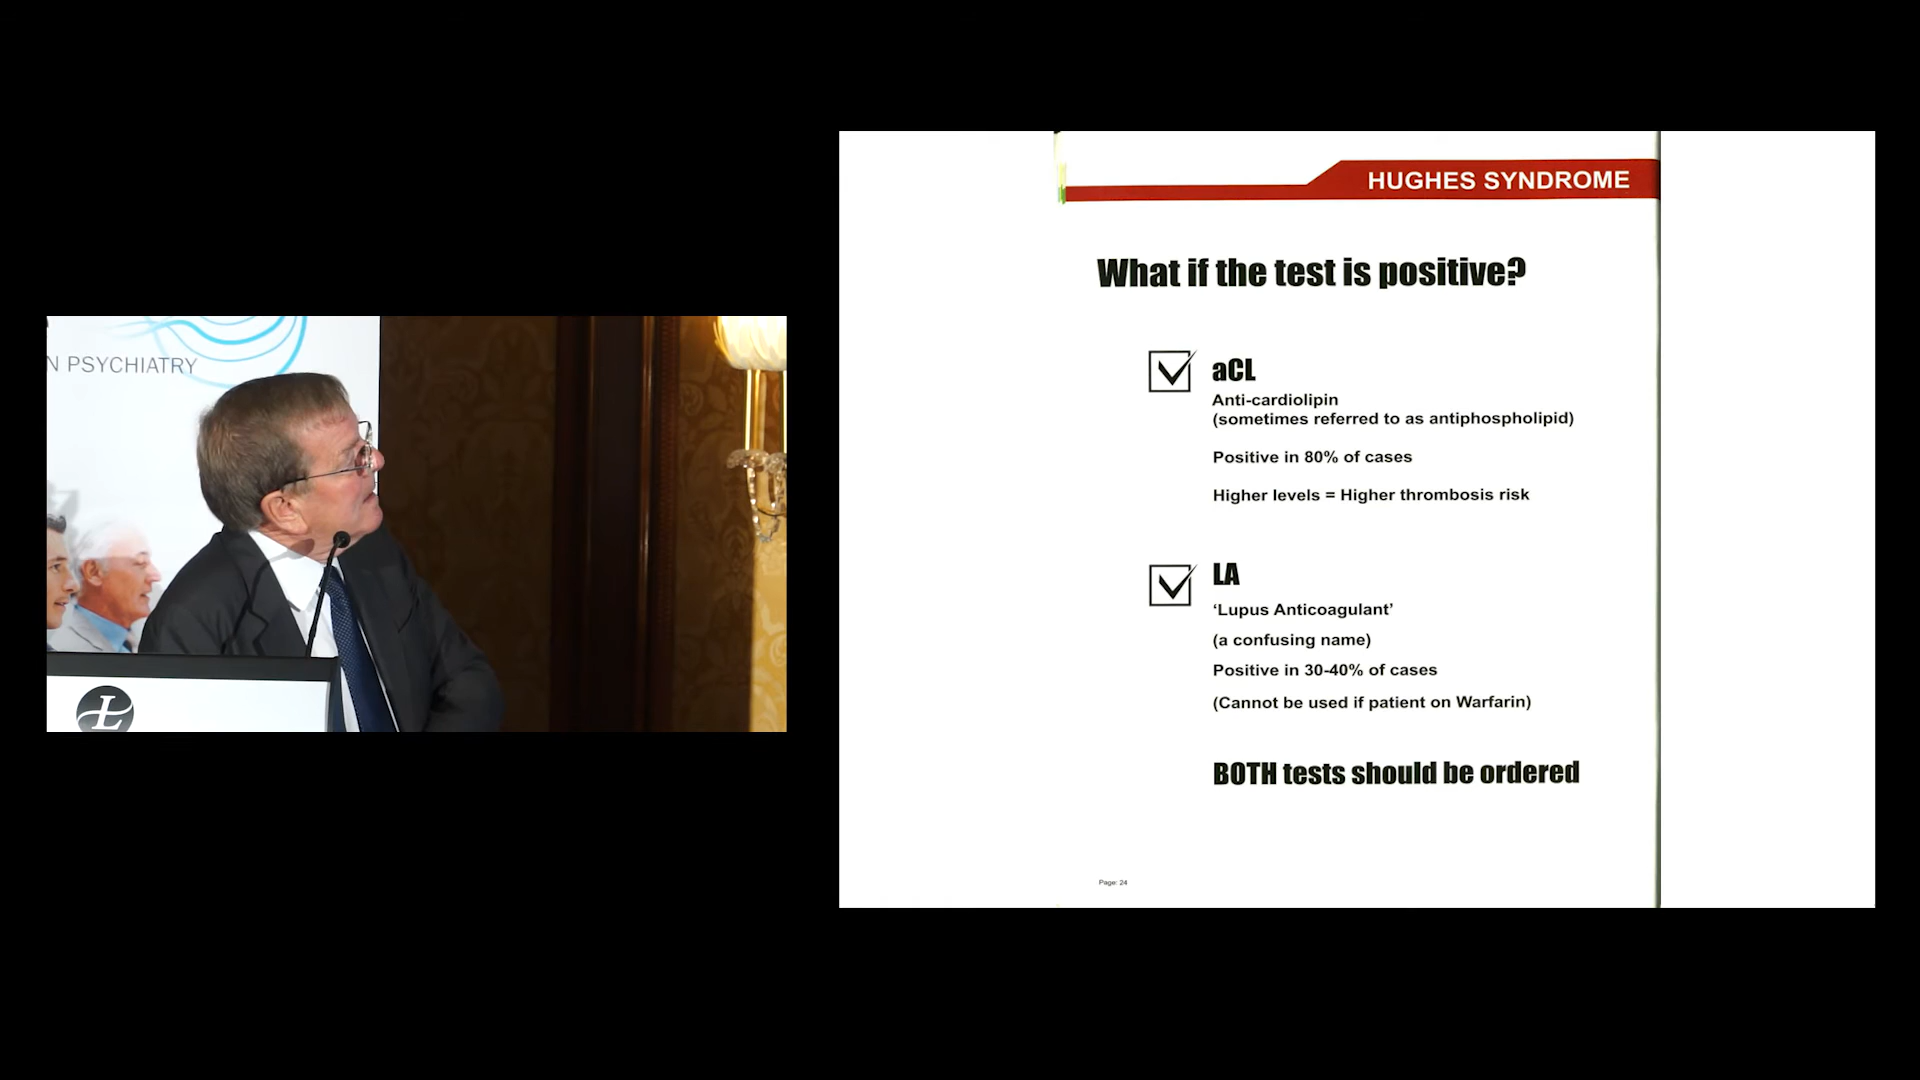 N PSYCHIATRY
L
HUGHES SYNDROME
What if the test is positive?
aCL
Anti-cardiolipin
(sometimes referred to as antiphospholipid)
Positive in 80% of cases
Higher levels = Higher thrombosis risk
LA
‘Lupus Anticoagulant’
(a confusing name)
Positive in 30-40% of cases
(Cannot be used if patient on Warfarin)
BOTH tests should be ordered
Page: 24